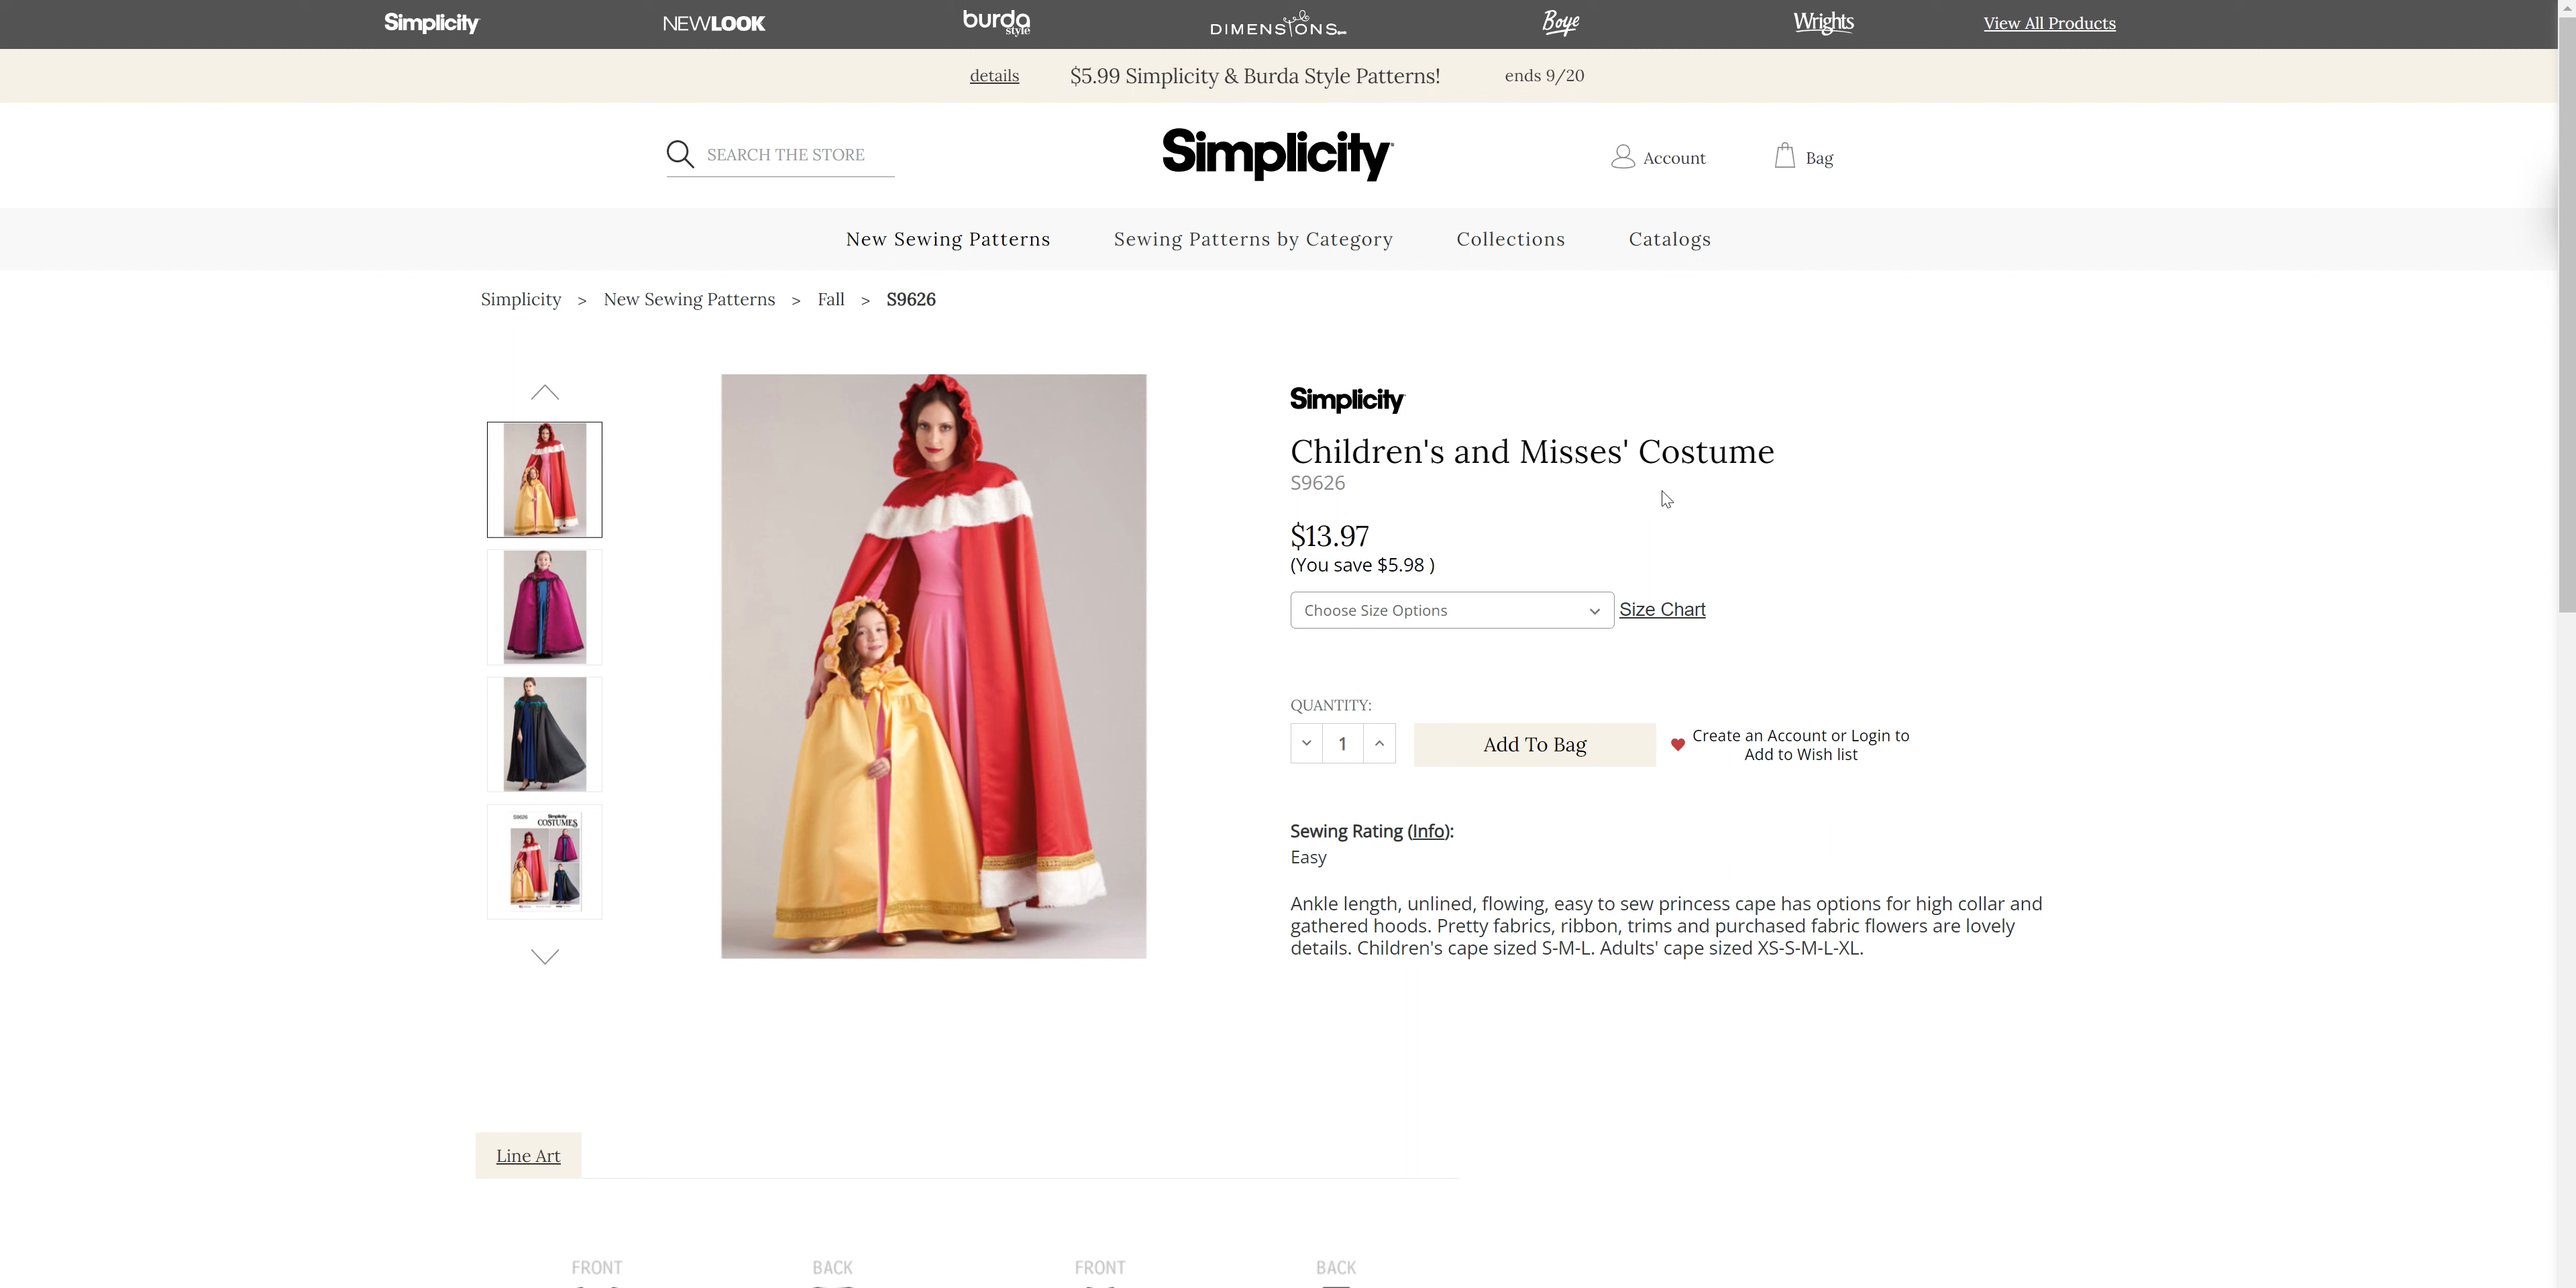 Simplicity
NEWLOOK
burda
style
DIMENSIONS
Boye
Wrights
View All Products
details
$5.99 Simplicity & Burda Style Patterns!
ends 9/20
SEARCH THE STORE
Simplicity
Account
Bag
New Sewing Patterns
Sewing Patterns by Category
Collections
Catalogs
Simplicity > New Sewing Patterns > Fall > S9626
Simplicity
Children's and Misses' Costume
S9626
$13.97
(You save $5.98 )
Choose Size Options
Size Chart
QUANTITY:
1
Add To Bag
Create an Account or Login to
Add to Wish list
S9626
Simplicity
COSTUMES
Sewing Rating (Info):
Easy
Ankle length, unlined, flowing, easy to sew princess cape has options for high collar and
gathered hoods. Pretty fabrics, ribbon, trims and purchased fabric flowers are lovely
details. Children's cape sized S-M-L. Adults' cape sized XS-S-M-L-XL.
Line Art
FRONT
BACK
FRONT
BACK